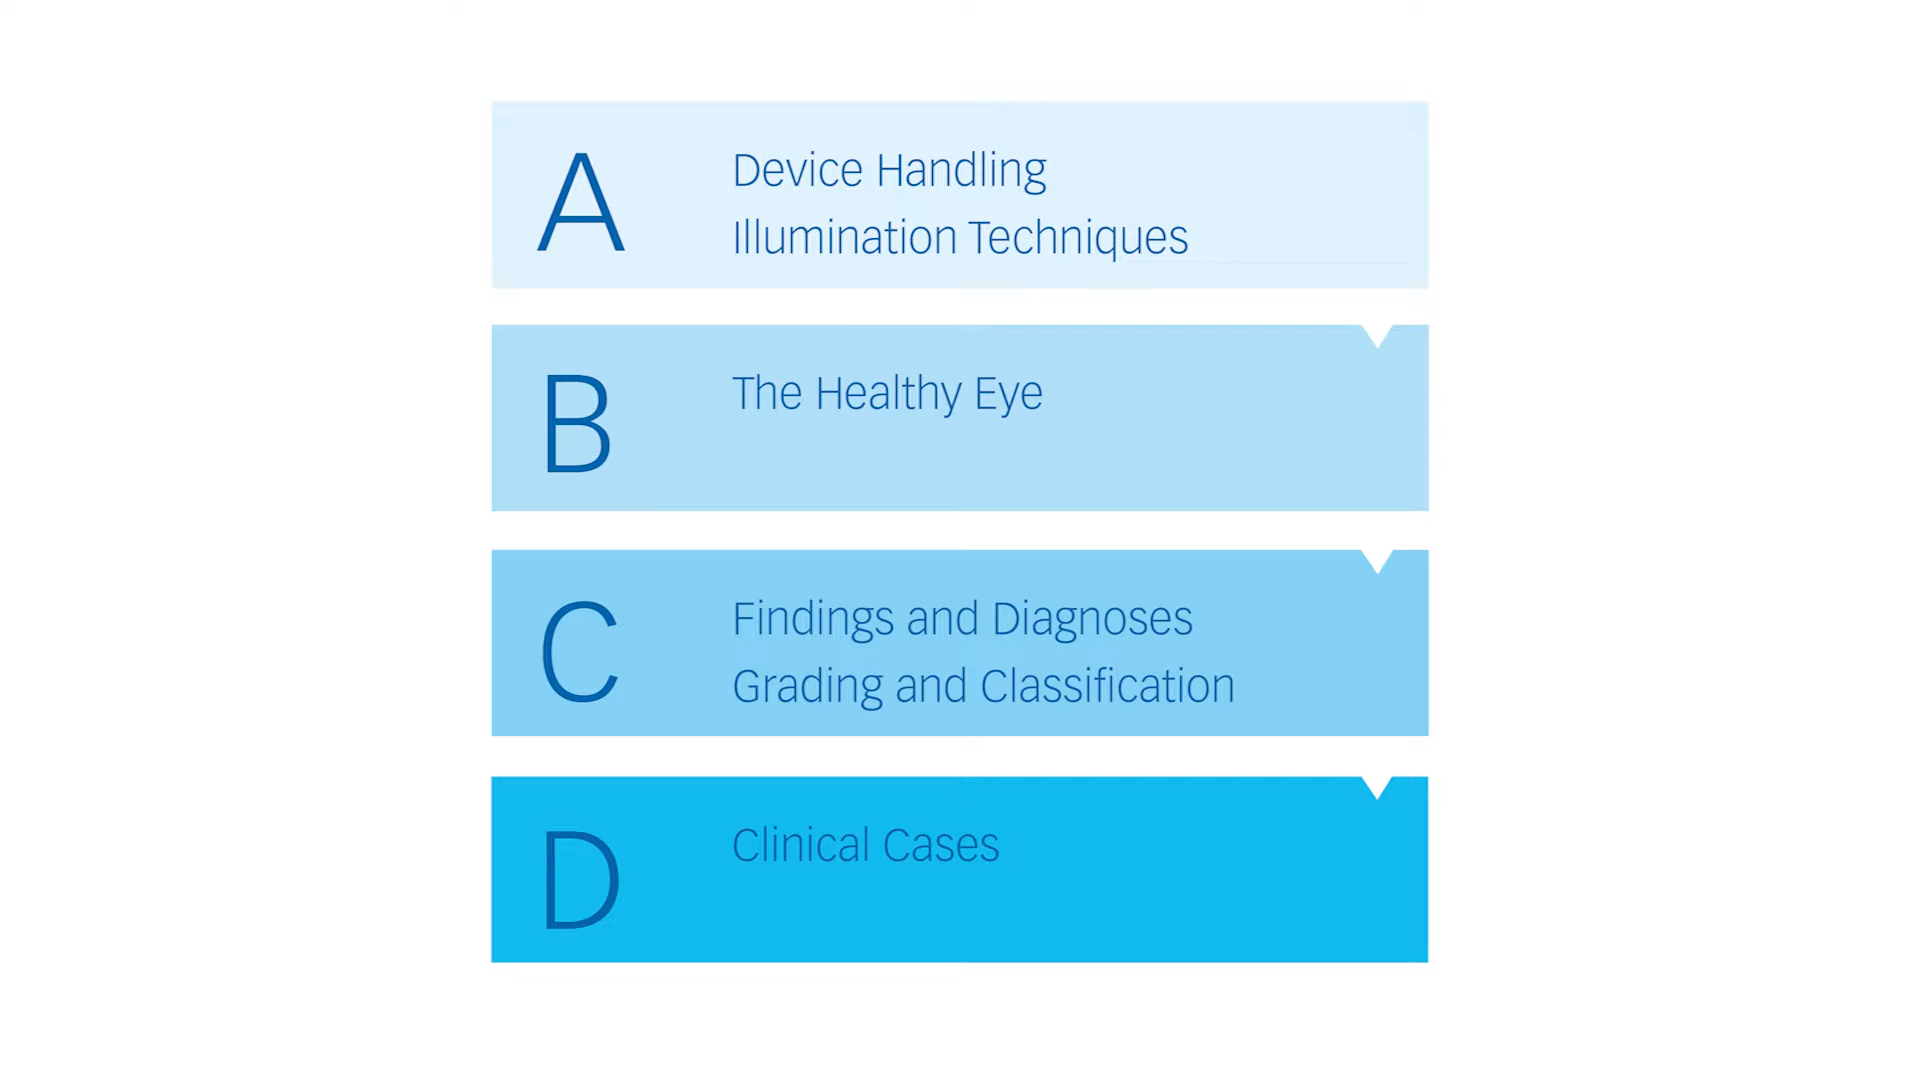 A
Device Handling
Illumination Techniques
B
The Healthy Eye
C
Findings and Diagnoses
Grading and Classification
D
Clinical Cases